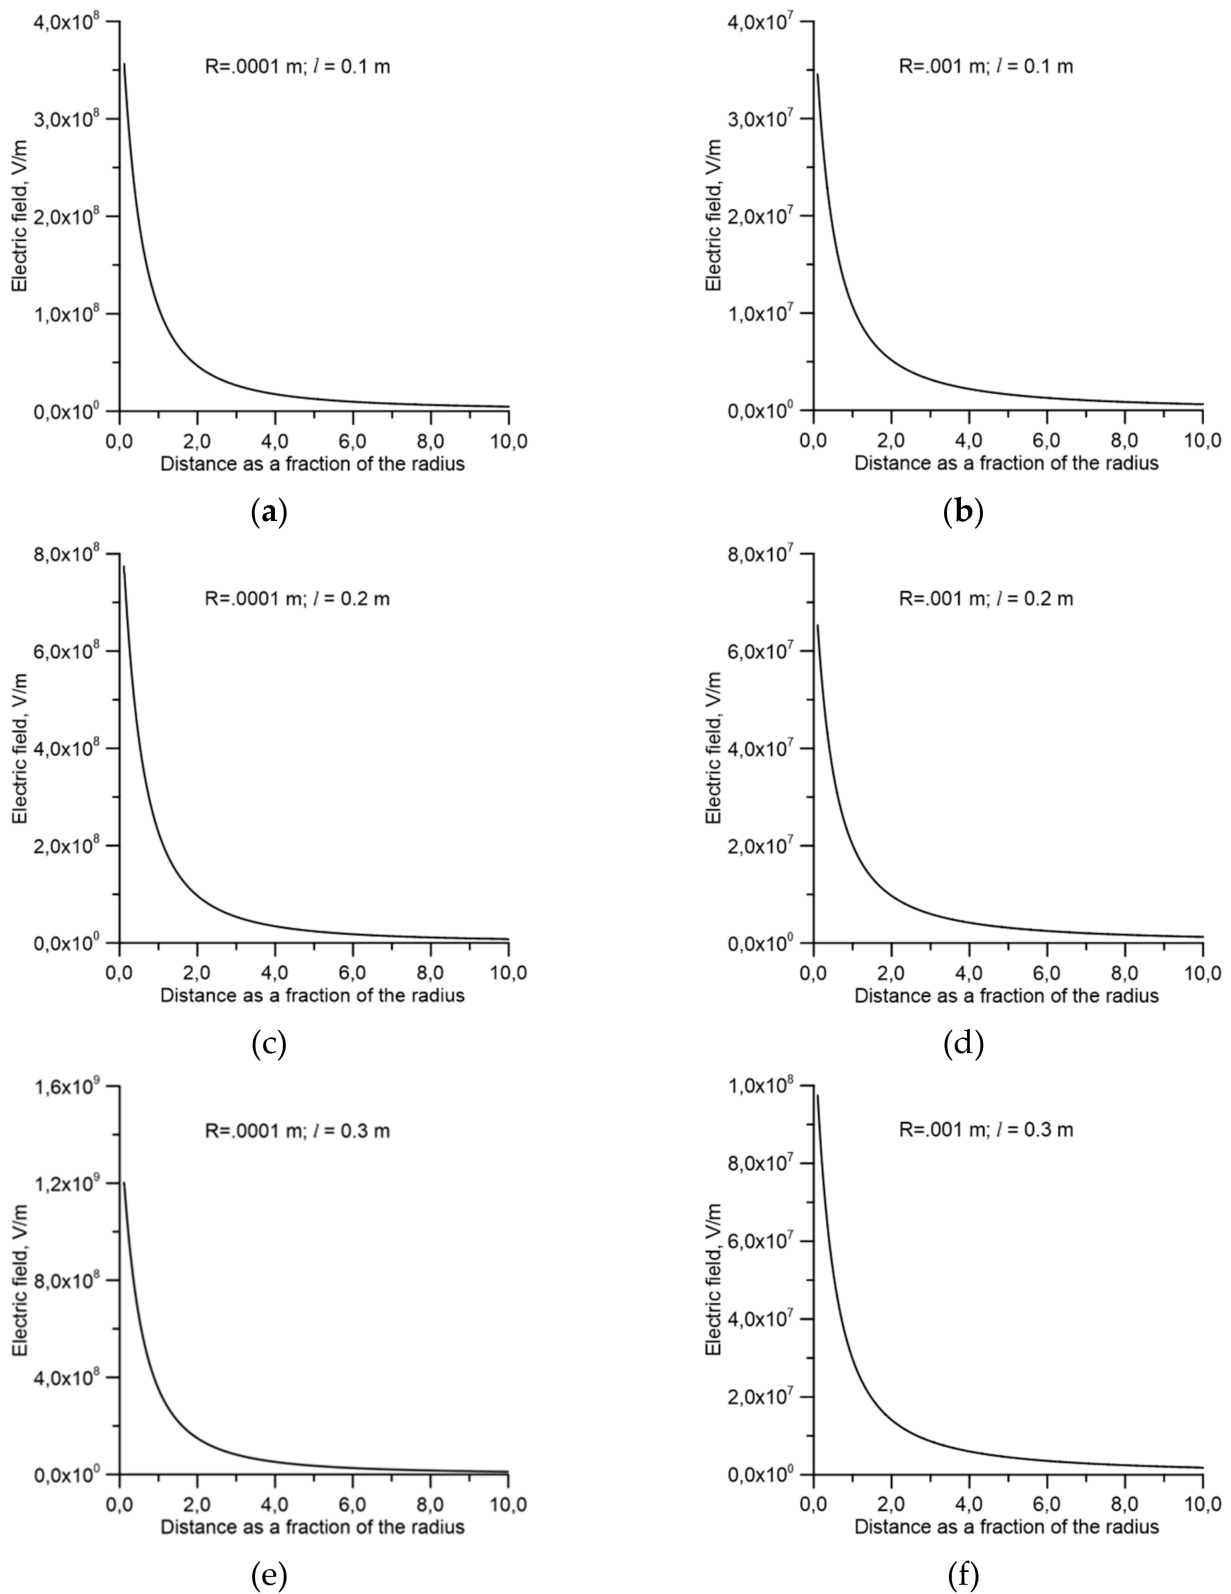 4,0x10⁸
R=.0001 m; l = 0.1 m
3,0x10⁸
2,0x10⁸
1,0x10⁸
0,0x10⁰
Electric field, V/m
0,0 2,0 4,0 6,0 8,0 10,0
Distance as a fraction of the radius
(a)
4,0x10⁷
R=.001 m; l = 0.1 m
3,0x10⁷
2,0x10⁷
1,0x10⁷
0,0x10⁰
Electric field, V/m
0,0 2,0 4,0 6,0 8,0 10,0
Distance as a fraction of the radius
(b)
8,0x10⁸
R=.0001 m; l = 0.2 m
6,0x10⁸
4,0x10⁸
2,0x10⁸
0,0x10⁰
Electric field, V/m
0,0 2,0 4,0 6,0 8,0 10,0
Distance as a fraction of the radius
(c)
8,0x10⁷
R=.001 m; l = 0.2 m
6,0x10⁷
4,0x10⁷
2,0x10⁷
0,0x10⁰
Electric field, V/m
0,0 2,0 4,0 6,0 8,0 10,0
Distance as a fraction of the radius
(d)
1,6x10⁹
R=.0001 m; l = 0.3 m
1,2x10⁹
8,0x10⁸
4,0x10⁸
0,0x10⁰
Electric field, V/m
0,0 2,0 4,0 6,0 8,0 10,0
Distance as a fraction of the radius
(e)
1,0x10⁸
R=.001 m; l = 0.3 m
8,0x10⁷
6,0x10⁷
4,0x10⁷
2,0x10⁷
0,0x10⁰
Electric field, V/m
0,0 2,0 4,0 6,0 8,0 10,0
Distance as a fraction of the radius
(f)